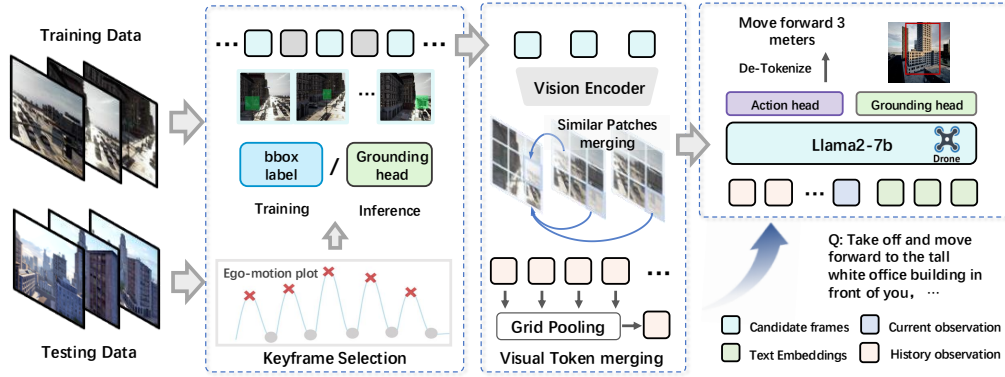 Training Data
Testing Data
...
...
...
bbox
label
/
Grounding
head
Training
Inference
Ego-motion plot
Keyframe Selection
Vision Encoder
Similar Patches
merging
...
Grid Pooling
Visual Token merging
Move forward 3
meters
De-Tokenize
Action head
Grounding head
Llama2-7b
Drone
...
Q: Take off and move
forward to the tall
white office building in
front of you, ...
Candidate frames
Current observation
Text Embeddings
History observation